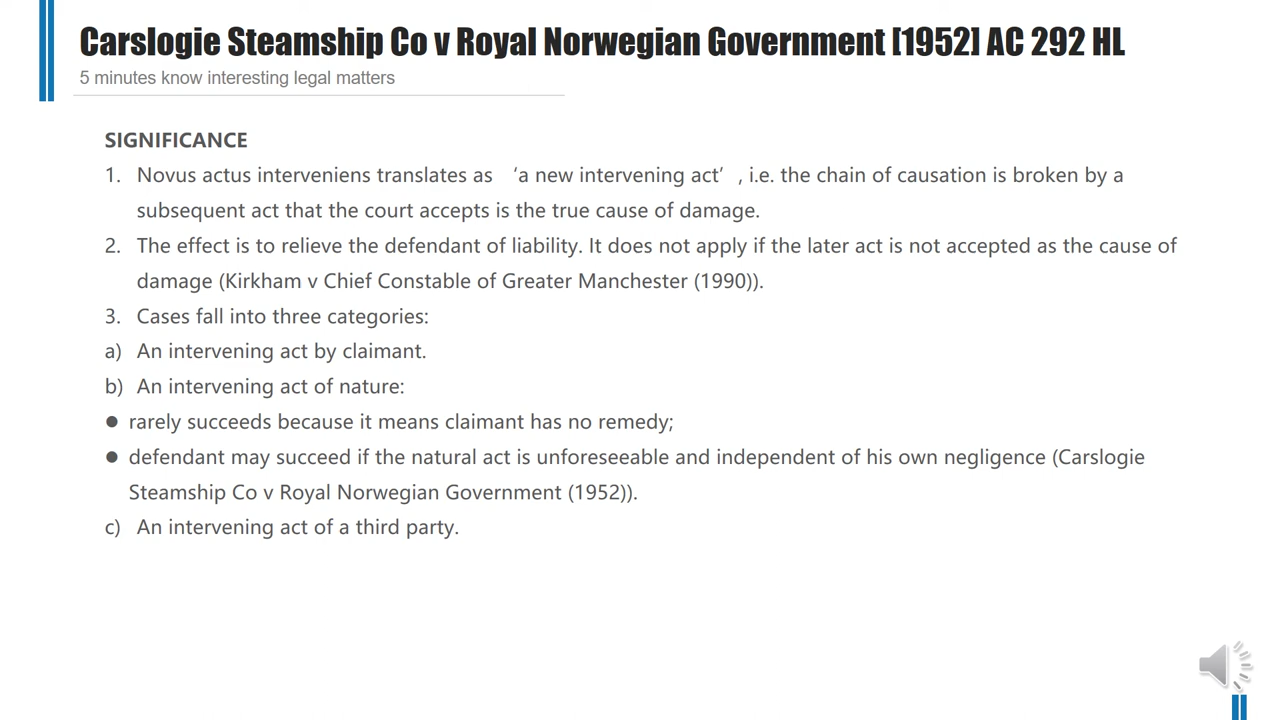 Carslogie Steamship Co v Royal Norwegian Government [1952] AC 292 HL
5 minutes know interesting legal matters
SIGNIFICANCE
1. Novus actus interveniens translates as ‘a new intervening act’, i.e. the chain of causation is broken by a
subsequent act that the court accepts is the true cause of damage.
2. The effect is to relieve the defendant of liability. It does not apply if the later act is not accepted as the cause of
damage (Kirkham v Chief Constable of Greater Manchester (1990)).
3. Cases fall into three categories:
a) An intervening act by claimant.
b) An intervening act of nature:
● rarely succeeds because it means claimant has no remedy;
● defendant may succeed if the natural act is unforeseeable and independent of his own negligence (Carslogie
Steamship Co v Royal Norwegian Government (1952)).
c) An intervening act of a third party.